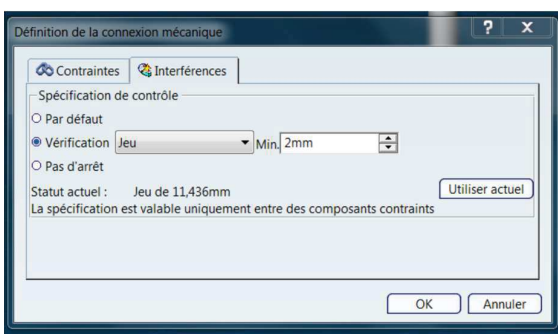 Définition de la connexion mécanique
? X
Contraintes Interférences
Spécification de contrôle
Par défaut
Vérification Jeu Min. 2mm
Pas d'arrêt
Statut actuel : Jeu de 11,436mm Utiliser actuel
La spécification est valable uniquement entre des composants contraints
OK Annuler